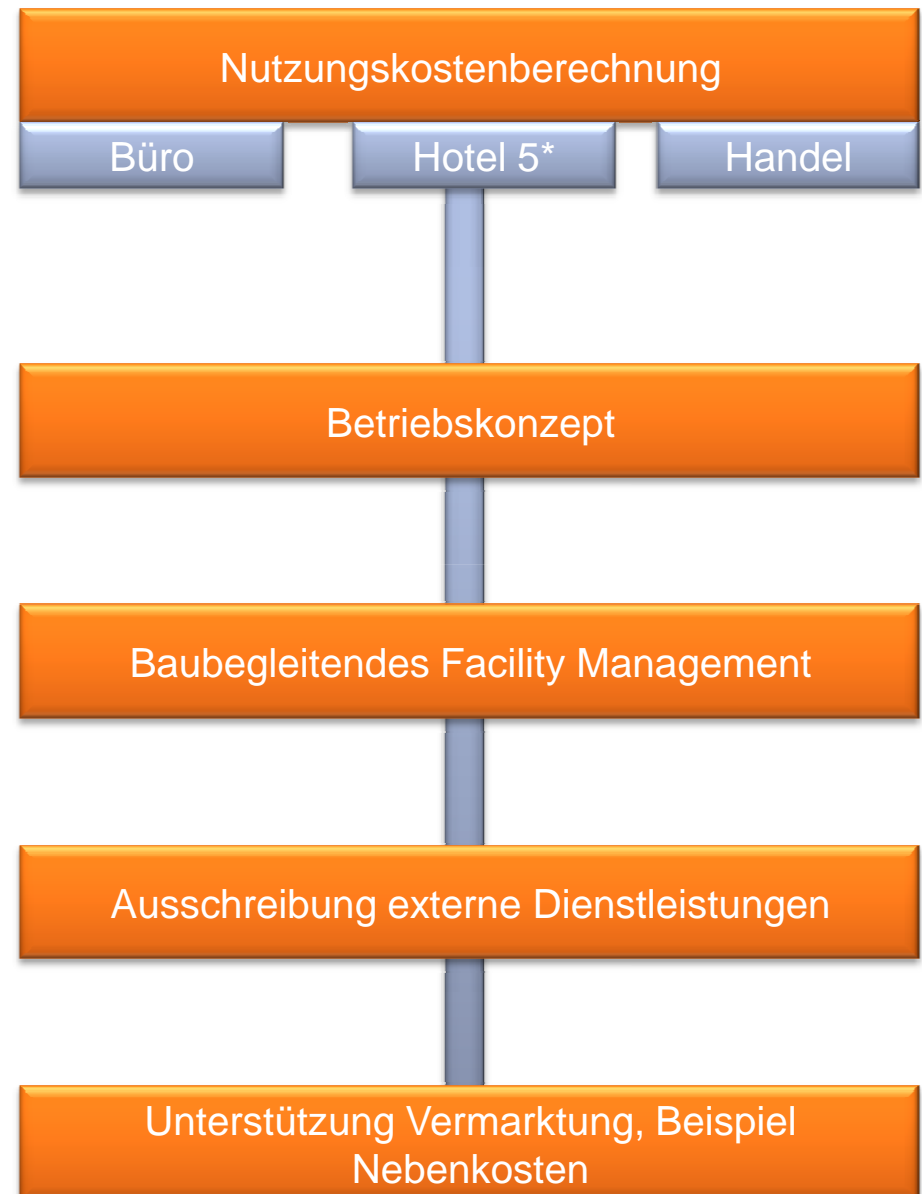 Nutzungskostenberechnung
Büro Hotel 5* Handel
Betriebskonzept
Baubegleitendes Facility Management
Ausschreibung externe Dienstleistungen
Unterstützung Vermarktung, Beispiel
Nebenkosten